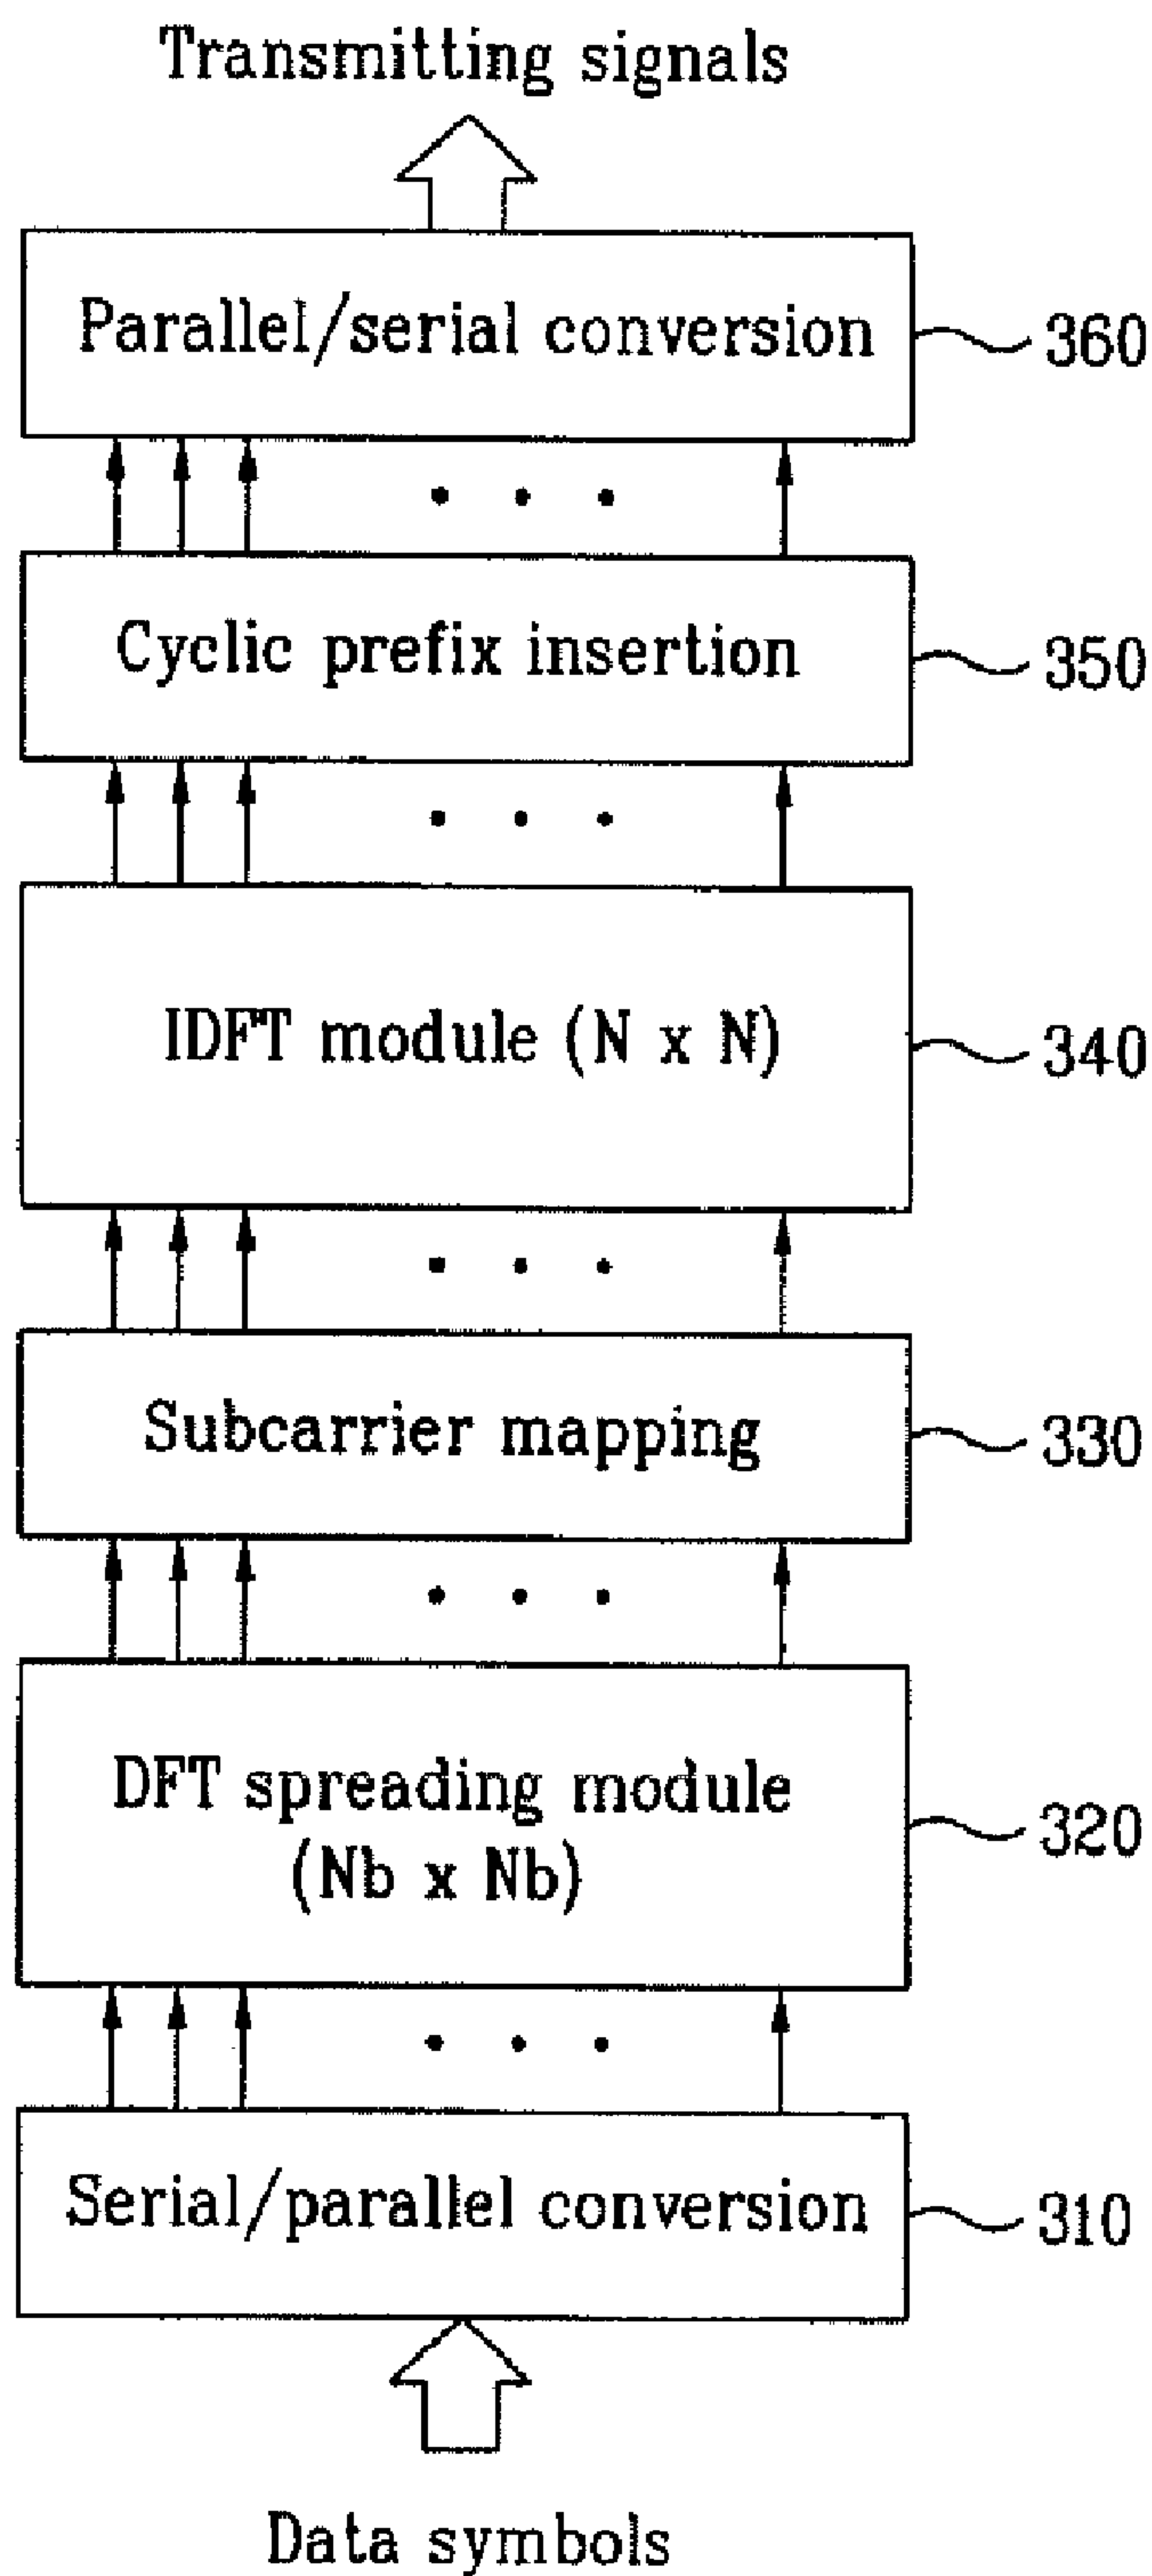 Transmitting signals
Parallel/serial conversion
360
Cyclic prefix insertion
350
IDFT module (N x N)
340
Subcarrier mapping
330
DFT spreading module
(Nb x Nb)
320
Serial/parallel conversion
310
Data symbols